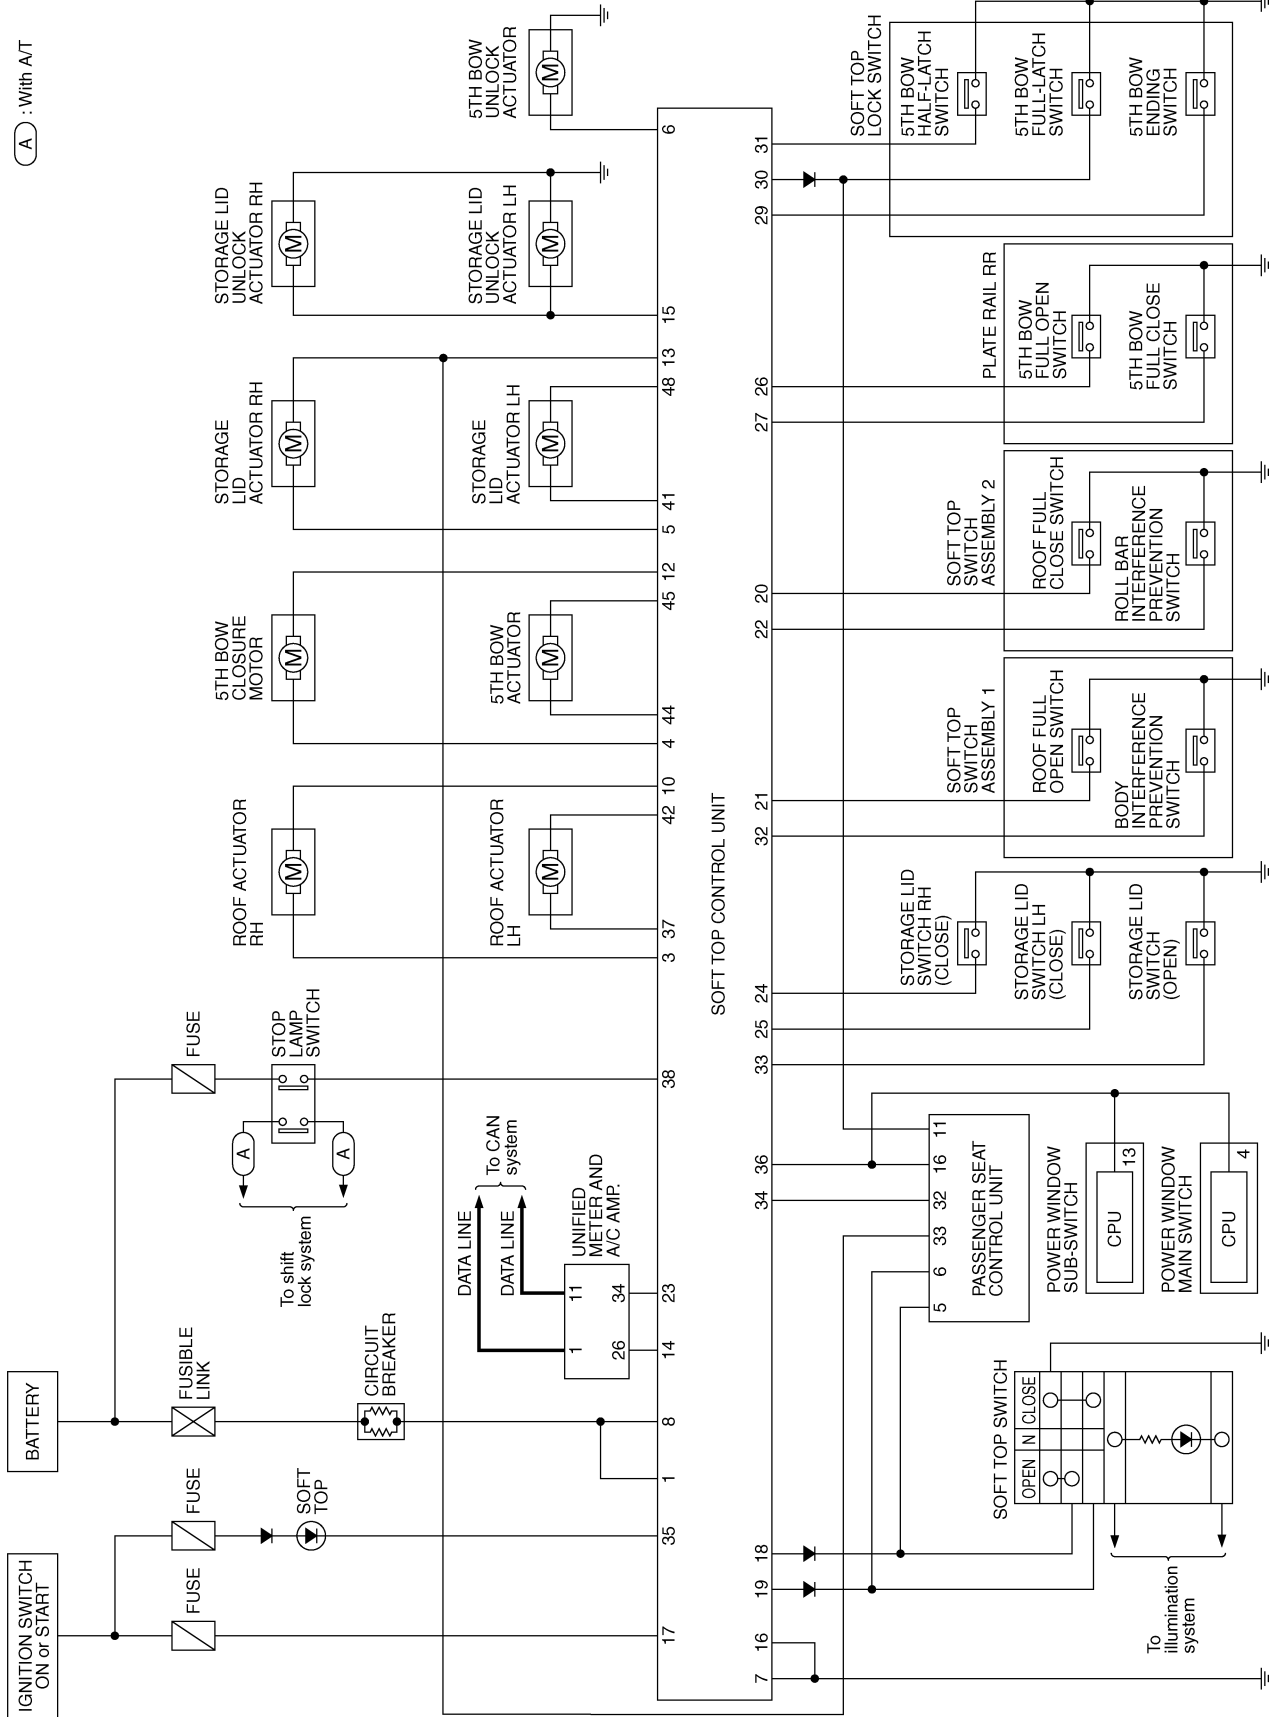 A : With A/T
IGNITION SWITCH
ON or START
BATTERY
FUSE
FUSE
SOFT
TOP
FUSIBLE
LINK
CIRCUIT
BREAKER
FUSE
STOP
LAMP
SWITCH
A
A
To shift
lock system
DATA LINE
DATA LINE
To CAN
system
UNIFIED
METER AND
A/C AMP.
1
11
26
34
ROOF ACTUATOR
RH
M
ROOF ACTUATOR
LH
M
5TH BOW
CLOSURE
MOTOR
M
5TH BOW
ACTUATOR
M
STORAGE
LID
ACTUATOR RH
M
STORAGE
LID
ACTUATOR LH
M
STORAGE LID
UNLOCK
ACTUATOR RH
M
STORAGE LID
UNLOCK
ACTUATOR LH
M
5TH BOW
UNLOCK
ACTUATOR
M
17
35
1
8
14
23
38
3
37
42
10
4
44
45
12
5
41
48
13
15
6
SOFT TOP CONTROL UNIT
7
16
19
18
34
36
33
25
24
32
21
22
20
27
26
29
30
31
SOFT TOP SWITCH
OPEN
N
CLOSE
To
illumination
system
5
6
33
32
16
11
PASSENGER SEAT
CONTROL UNIT
POWER WINDOW
SUB-SWITCH
CPU
13
POWER WINDOW
MAIN SWITCH
CPU
4
STORAGE LID
SWITCH RH
(CLOSE)
STORAGE LID
SWITCH LH
(CLOSE)
STORAGE LID
SWITCH
(OPEN)
SOFT TOP
SWITCH
ASSEMBLY 1
ROOF FULL
OPEN SWITCH
BODY
INTERFERENCE
PREVENTION
SWITCH
SOFT TOP
SWITCH
ASSEMBLY 2
ROOF FULL
CLOSE SWITCH
ROLL BAR
INTERFERENCE
PREVENTION
SWITCH
PLATE RAIL RR
5TH BOW
FULL OPEN
SWITCH
5TH BOW
FULL CLOSE
SWITCH
SOFT TOP
LOCK SWITCH
5TH BOW
HALF-LATCH
SWITCH
5TH BOW
FULL-LATCH
SWITCH
5TH BOW
ENDING
SWITCH